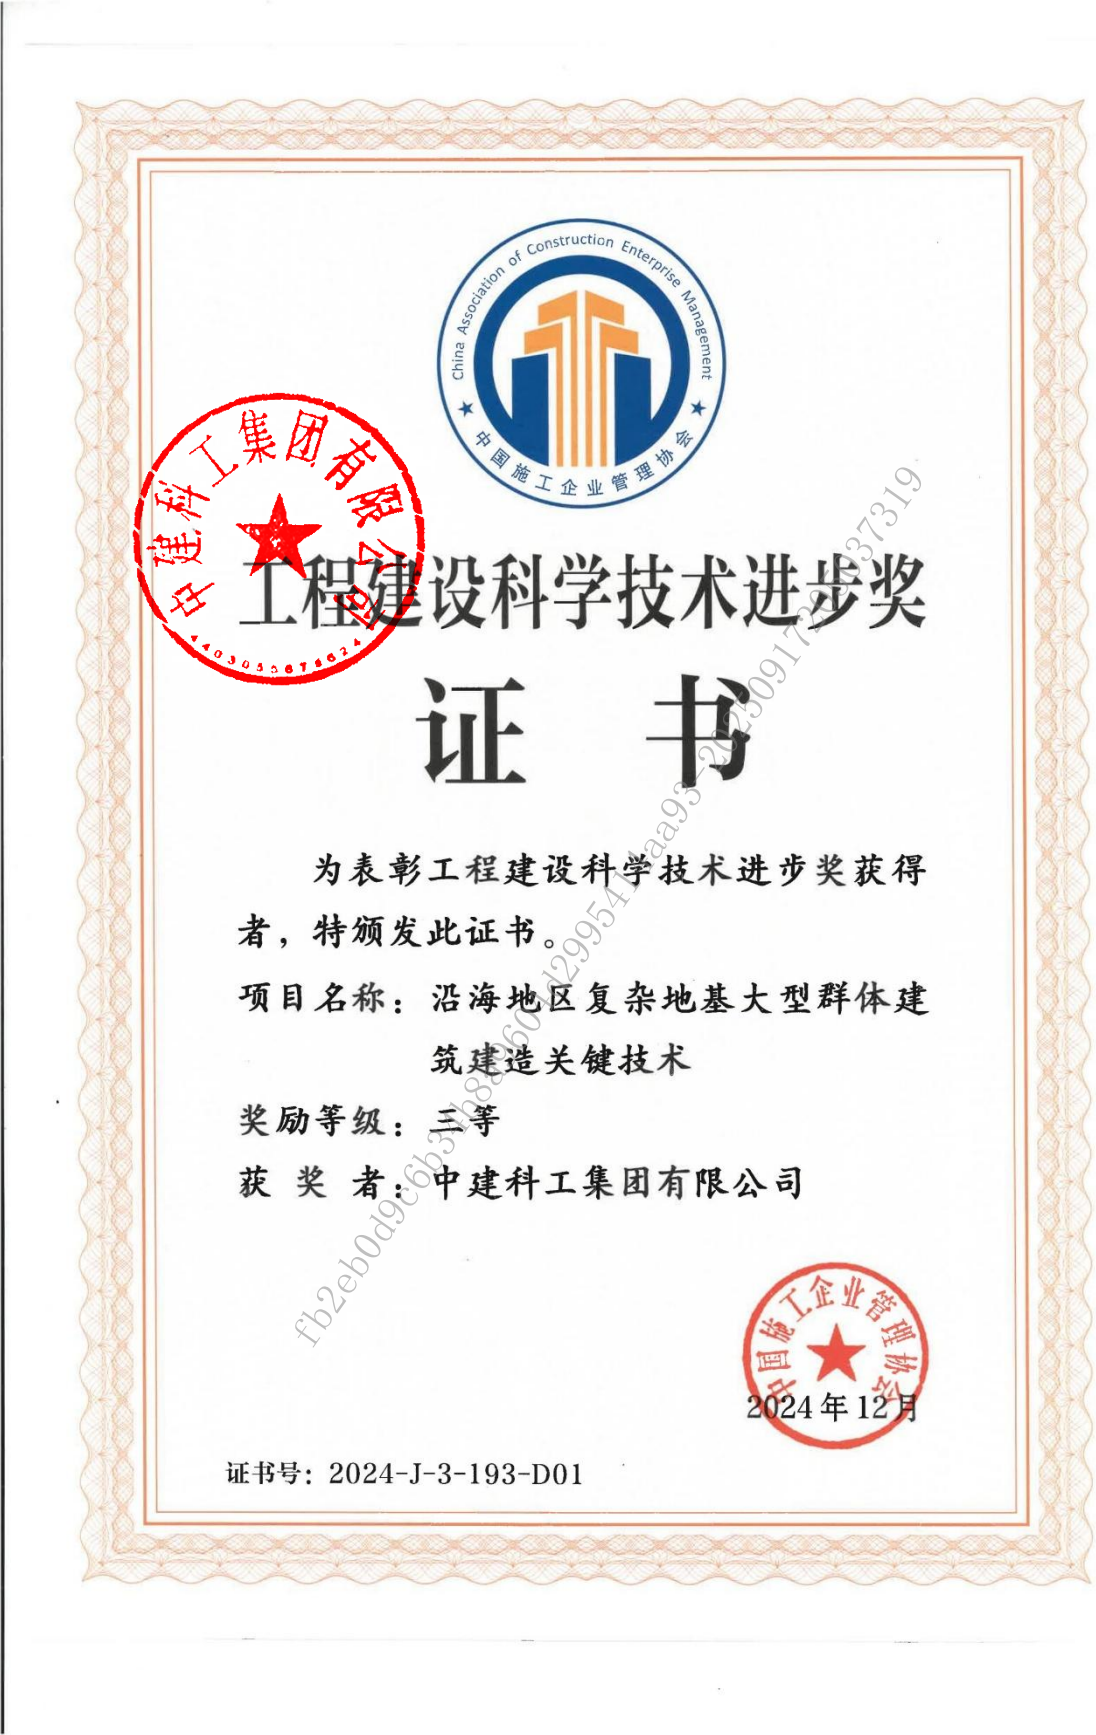 China Association of Construction Enterprise Management
中国施工企业管理协会
中建科工集团有限公司
工程建设科学技术进步奖
证 书
为表彰工程建设科学技术进步奖获得
者，特颁发此证书。
项目名称：沿海地区复杂地基大型群体建
筑建造关键技术
奖励等级：三等
获 奖 者：中建科工集团有限公司
中国施工企业管理协会
2024年12月
证书号：2024-J-3-193-D01